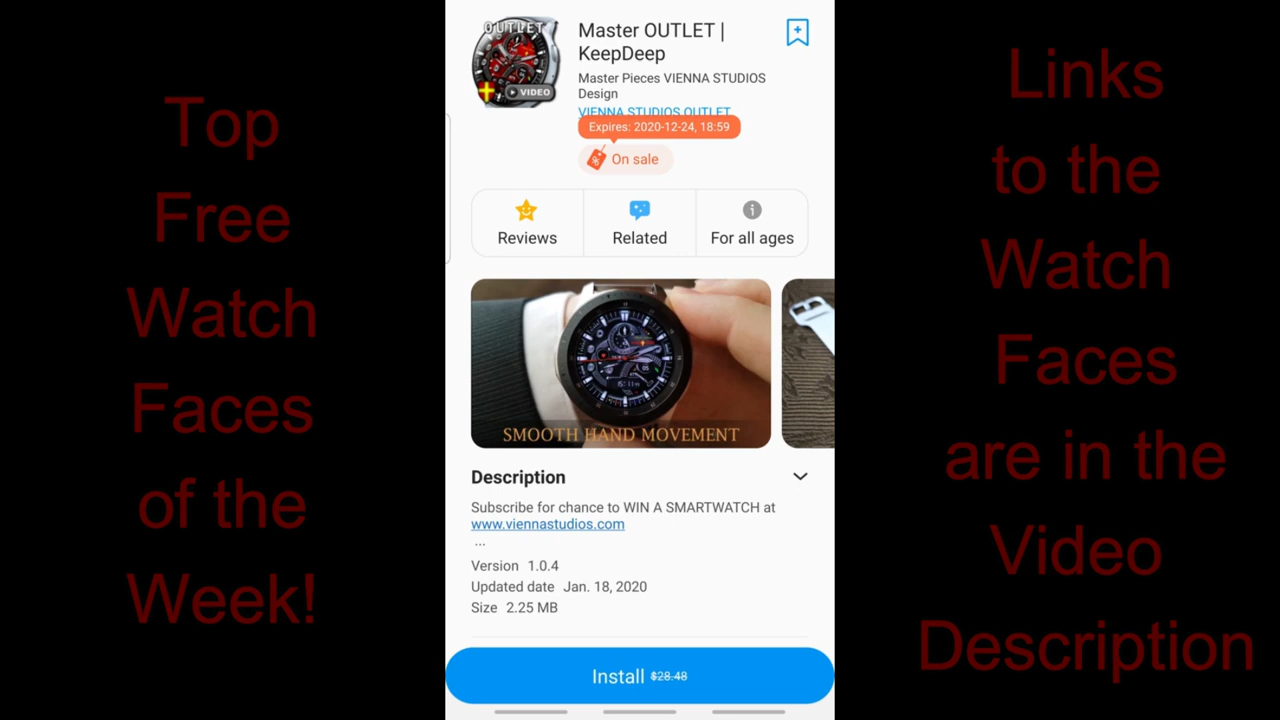 Top
Free
Watch
Faces
of the
Week!
OUTLET
VIDEO
Master OUTLET |
KeepDeep
Master Pieces VIENNA STUDIOS
Design
VIENNA STUDIOS OUTLET
Expires: 2020-12-24, 18:59
On sale
Reviews
Related
For all ages
SMOOTH HAND MOVEMENT
Description
Subscribe for chance to WIN A SMARTWATCH at
www.viennastudios.com
...
Version 1.0.4
Updated date Jan. 18, 2020
Size 2.25 MB
Install $28.48
Links
to the
Watch
Faces
are in the
Video
Description